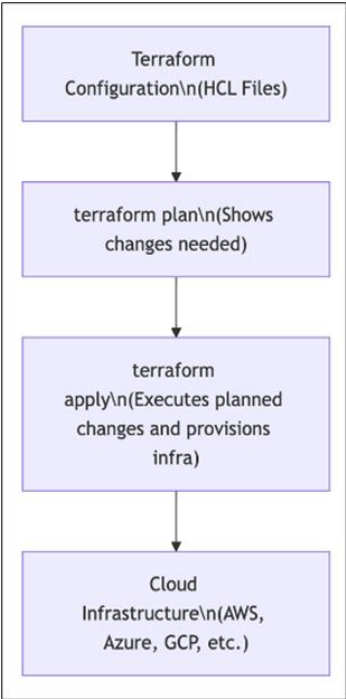 Terraform
Configuration\n(HCL Files)
terraform plan\n(Shows
changes needed)
terraform
apply\n(Executes planned
changes and provisions
infra)
Cloud
Infrastructure\n(AWS,
Azure, GCP, etc.)